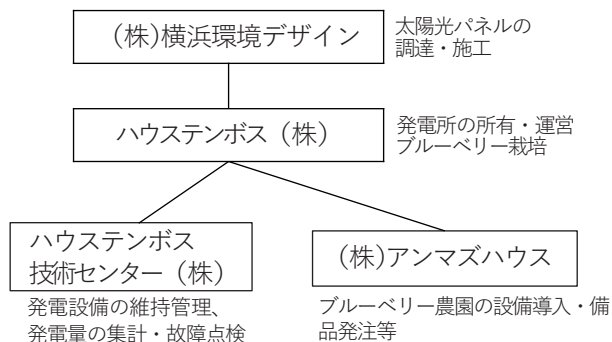 (株)横浜環境デザイン
太陽光パネルの
調達・施工
ハウステンボス(株)
発電所の所有・運営
ブルーベリー栽培
ハウステンボス
技術センター(株)
発電設備の維持管理、
発電量の集計・故障点検
(株)アンマズハウス
ブルーベリー農園の設備導入・備
品発注等